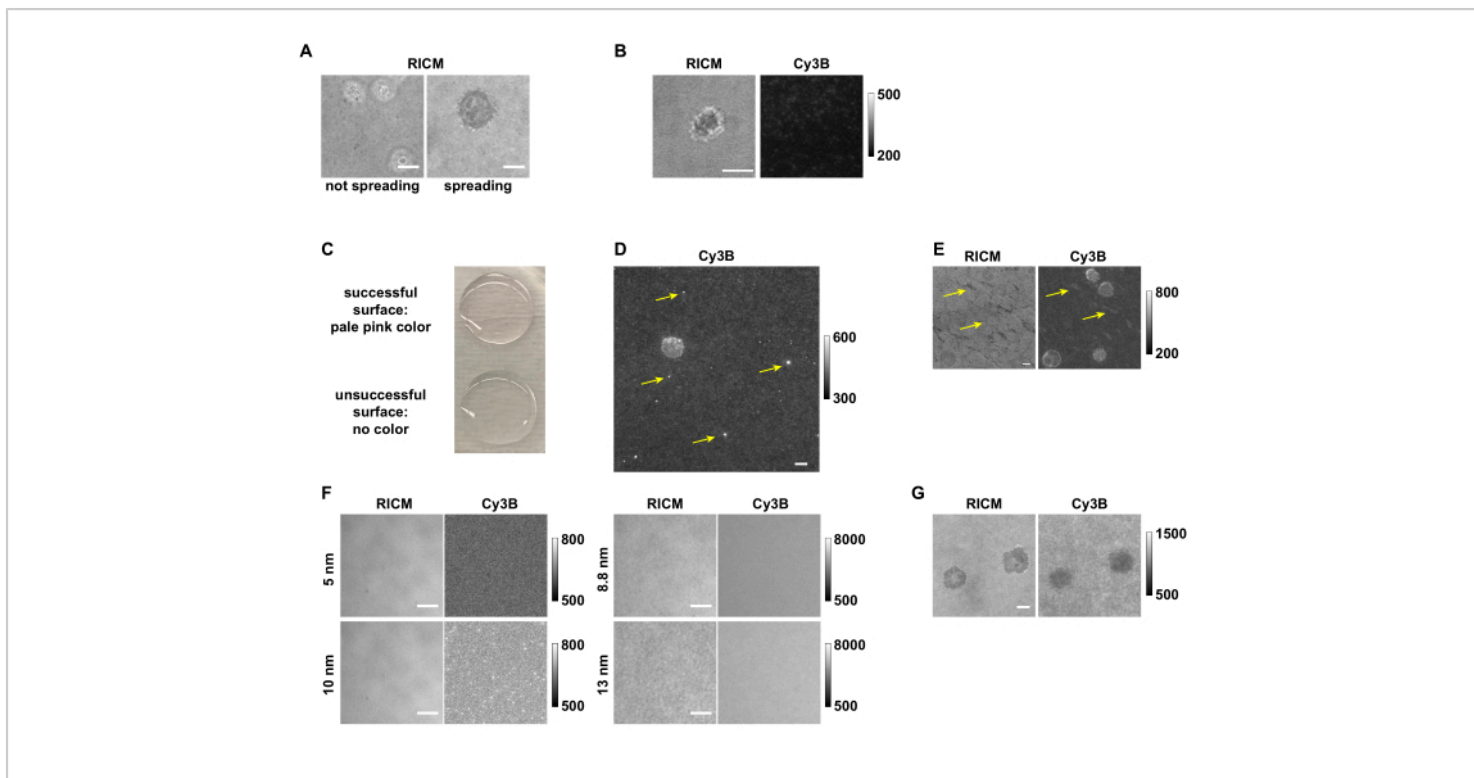 A
RICM
not spreading
spreading
B
RICM
Cy3B
500
200
C
successful
surface:
pale pink color
unsuccessful
surface:
no color
D
Cy3B
600
300
E
RICM
Cy3B
800
200
F
RICM
Cy3B
5 nm
800
500
10 nm
800
500
RICM
Cy3B
8.8 nm
8000
500
13 nm
8000
500
G
RICM
Cy3B
1500
500